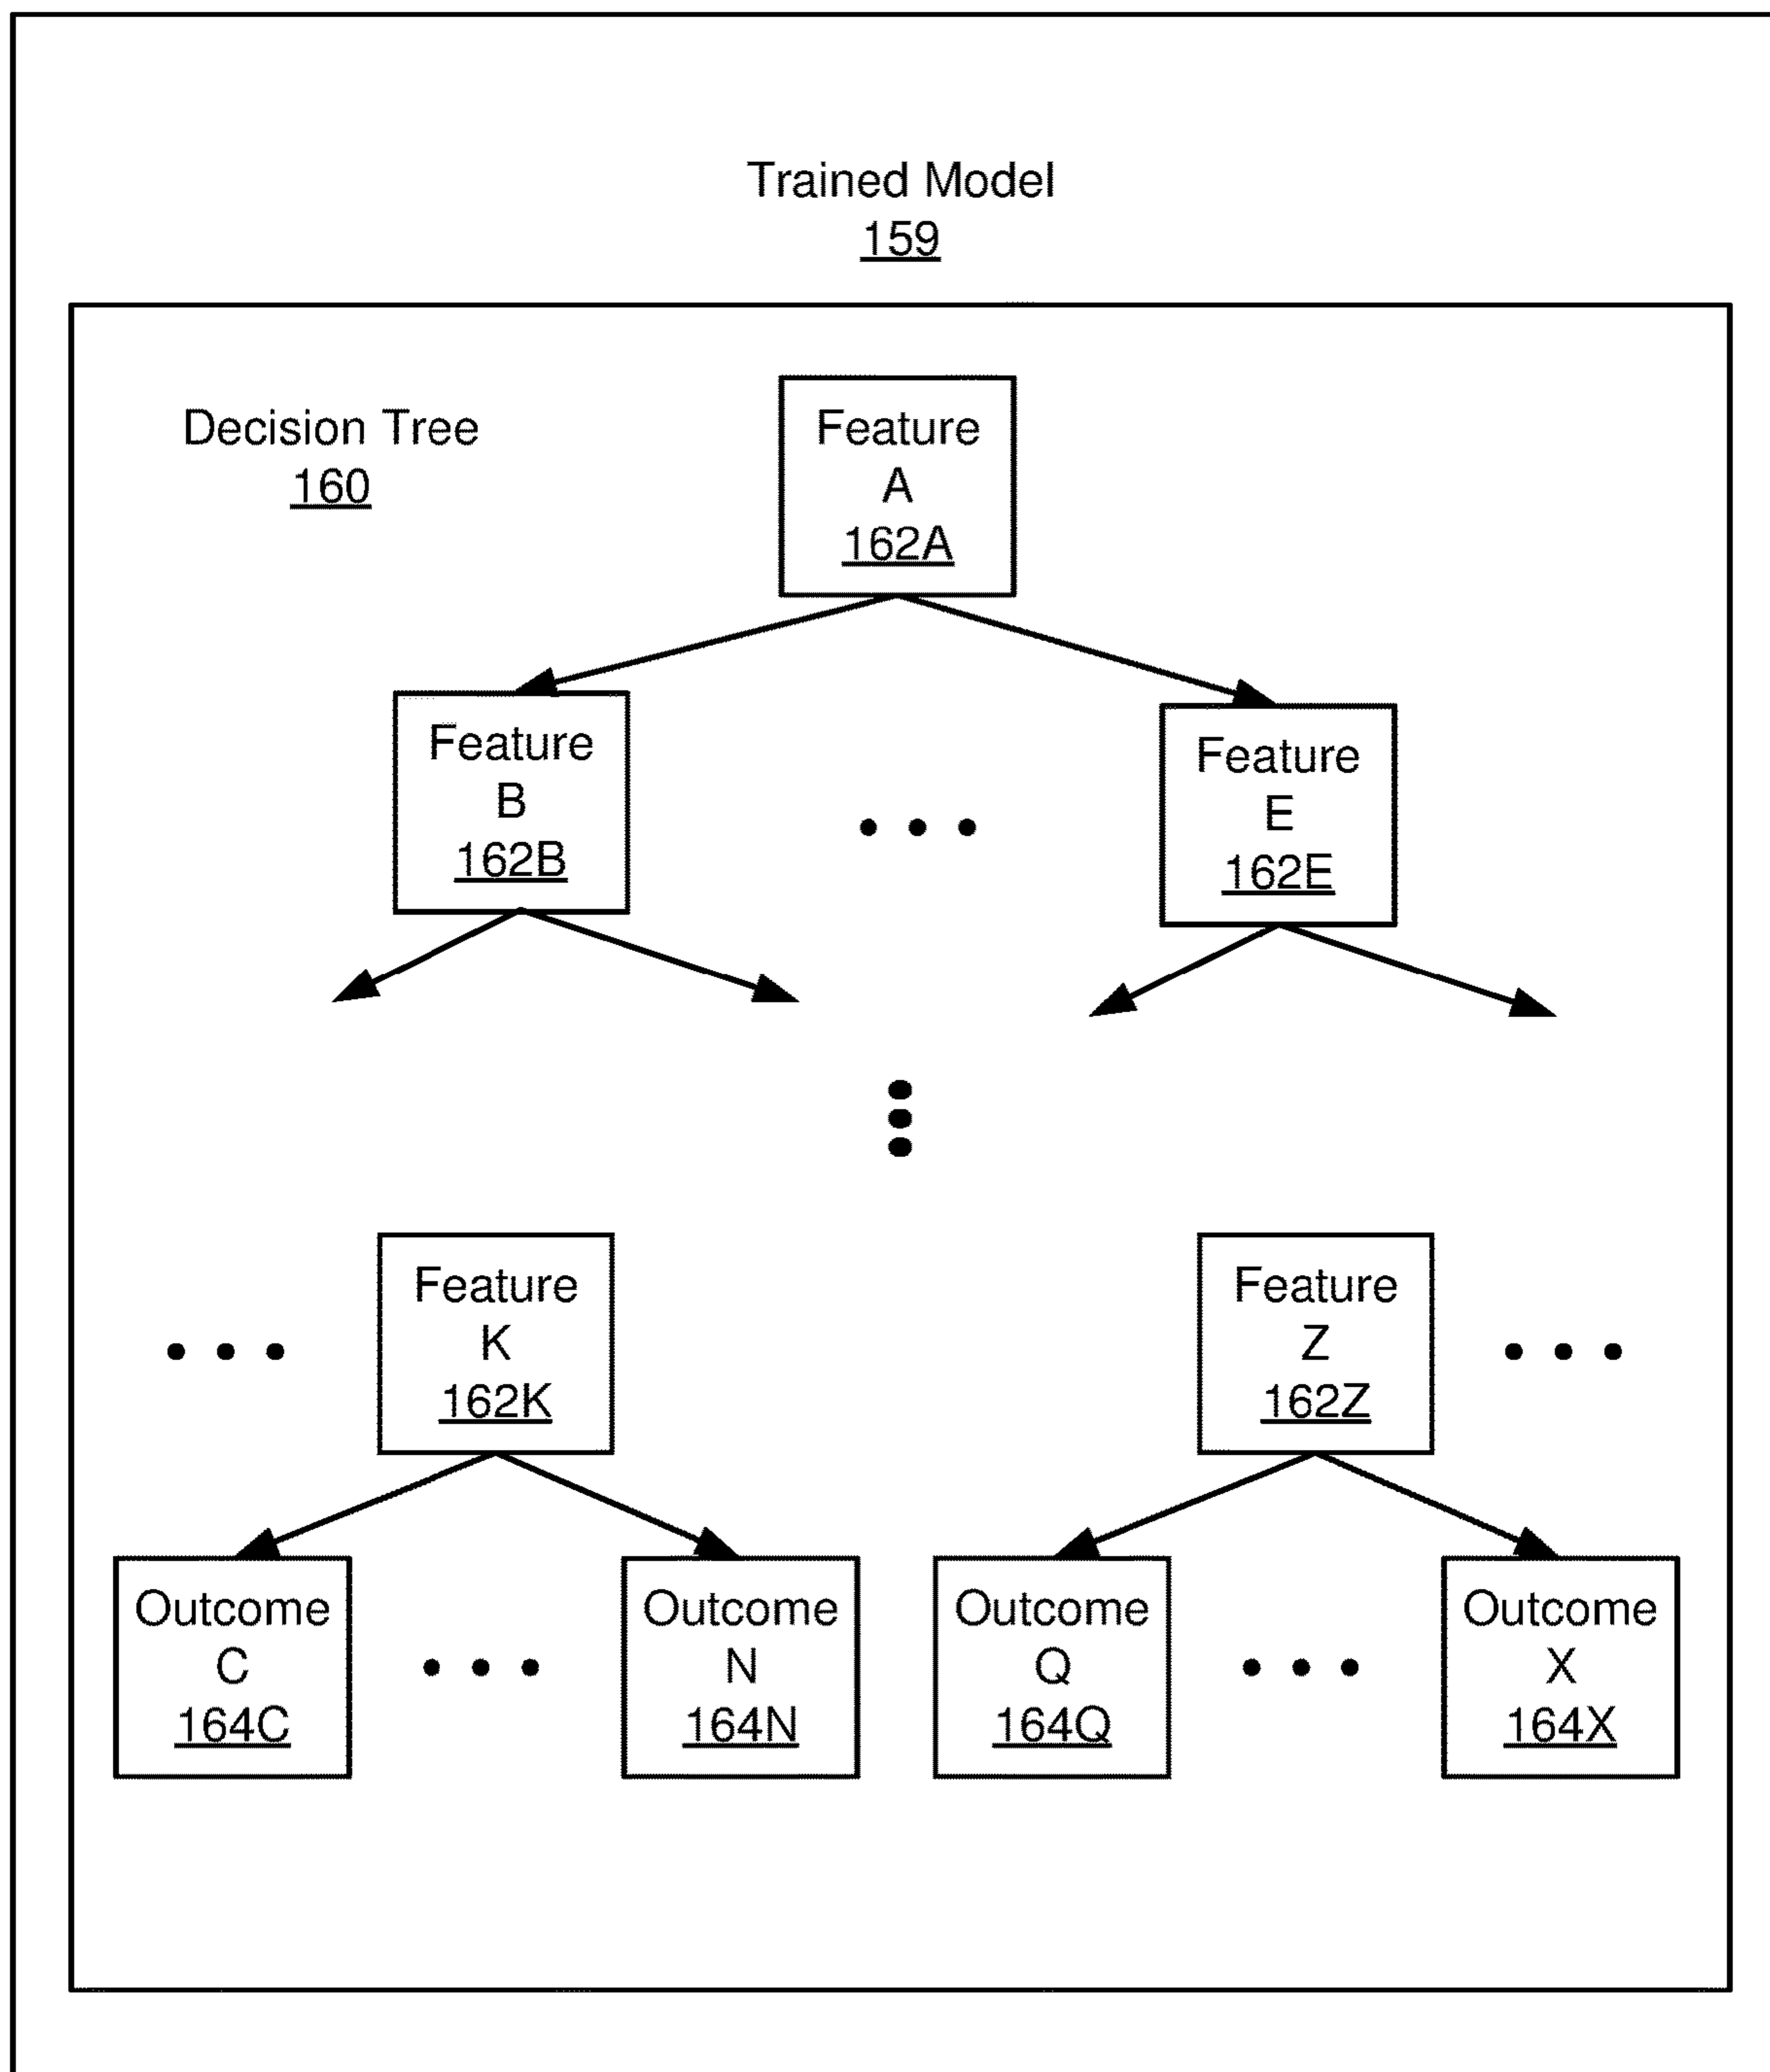 Trained Model
159
Decision Tree
160
Feature
A
162A
Feature
B
162B
Feature
E
162E
Feature
K
162K
Feature
Z
162Z
Outcome
C
164C
Outcome
N
164N
Outcome
Q
164Q
Outcome
X
164X